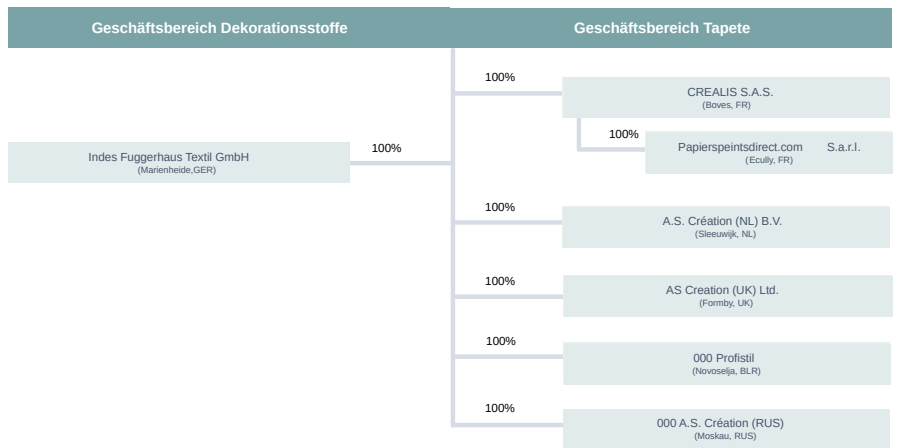 Geschäftsbereich Dekorationsstoffe
Geschäftsbereich Tapete
100%
CREALIS S.A.S.
(Boves, FR)
100%
Papierspeintsdirect.com S.a.r.l.
(Ecully, FR)
100%
Indes Fuggerhaus Textil GmbH
(Marienheide,GER)
100%
A.S. Création (NL) B.V.
(Sleeuwijk, NL)
100%
AS Creation (UK) Ltd.
(Formby, UK)
100%
000 Profistil
(Novoselja, BLR)
100%
000 A.S. Création (RUS)
(Moskau, RUS)